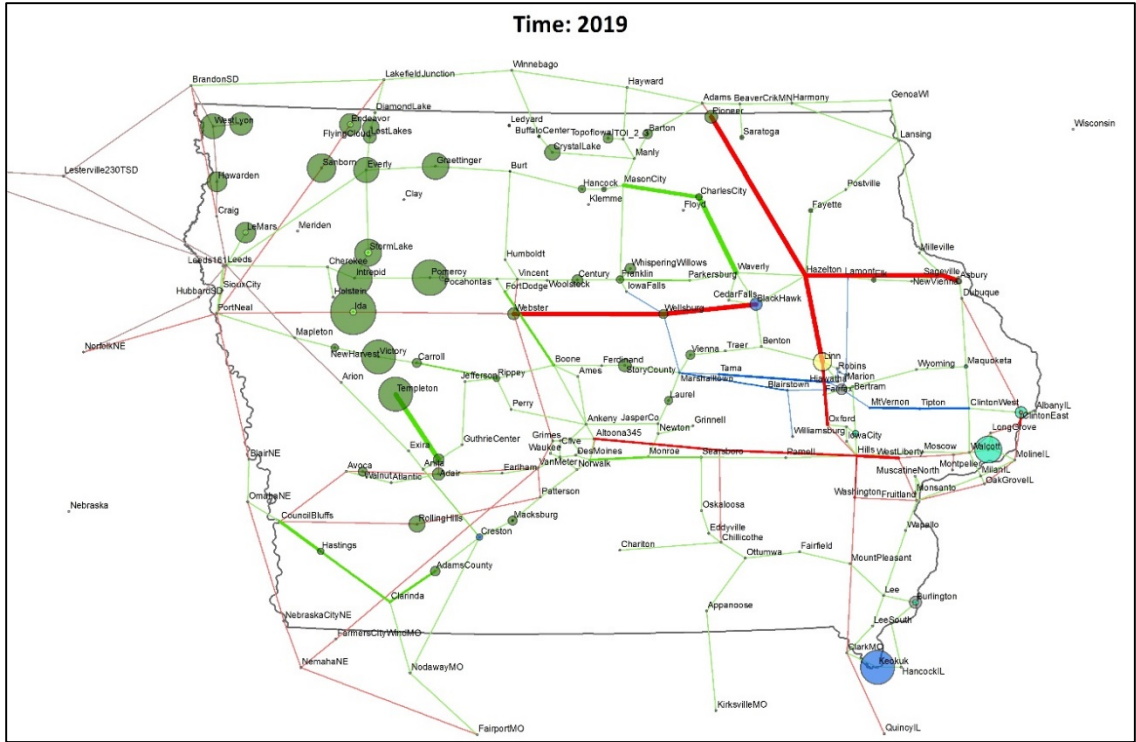 Time: 2019
Winnebago
LakefieldJunction
BrandonSD
Hayward
Adams
BeaverCrikMN
Harmony
GenoaWI
DiamondLake
Pioneer
WestLyon
Endeavor
Ledyard
FlyingCloud
LostLakes
BuffaloCenter
Barton
Saratoga
Wisconsin
Lansing
CrystalLake
Manly
Sanborn
Everly
Graettinger
Burt
Lesterville230TSD
Hawarden
MasonCity
Hancock
CharlesCity
Postville
Clay
Klemme
Floyd
Fayette
Craig
LeMars
Meriden
StormLake
Humboldt
WhisperingWillows
Waverly
Milleville
Leeds161
Leeds
Cherokee
Intrepid
Pomeroy
Pocahontas
Vincent
Century
Franklin
Parkersburg
Hazelton
Lamont
Sageville
Asbury
SiouxCity
FortDodge
Woolstock
IowaFalls
NewVienna
HubbardSD
Holstein
CedarFalls
BlackHawk
Dubuque
PortNeal
Ida
Webster
Wellsburg
NorfolkNE
Mapleton
NewHarvest
Victory
Carroll
Boone
Ferdinand
Vienna
Traer
Benton
Linn
Robins
Wyoming
Maquoketa
Arion
Jefferson
Rippey
Ames
StoryCounty
Marshalltown
Tama
Hiawatha
Marion
Bertram
Templeton
Blairstown
Perry
Laurel
MtVernon
Tipton
ClintonWest
AlbanyIL
ClintonEast
Ankeny
JasperCo
Grinnell
Oxford
GuthrieCenter
Grimes
Altoona345
Newton
Williamsburg
IowaCity
LongGrove
Exira
Clive
Waukee
DesMoines
Moscow
Walcott
BlairNE
Anita
VanMeter
Monroe
Searsboro
Parnell
Hills
WestLiberty
MolineIL
Avoca
Adair
Earlham
Norwalk
Montpelier
MilanIL
Walnut
Atlantic
MuscatineNorth
OakGroveIL
OmahaNE
Patterson
Washington
Fruitland
Monsanto
Nebraska
CouncilBluffs
RollingHills
Macksburg
Oskaloosa
Creston
Eddyville
Wapallo
Chillicothe
Hastings
Chariton
Fairfield
Ottumwa
MountPleasant
AdamsCounty
Clarinda
Lee
Burlington
Appanoose
NebraskaCityNE
LeeSouth
FarmersCityWindMO
ClarkMO
NemahaNE
Keokuk
HancockIL
NodawayMO
KirksvilleMO
FairportMO
QuincyIL